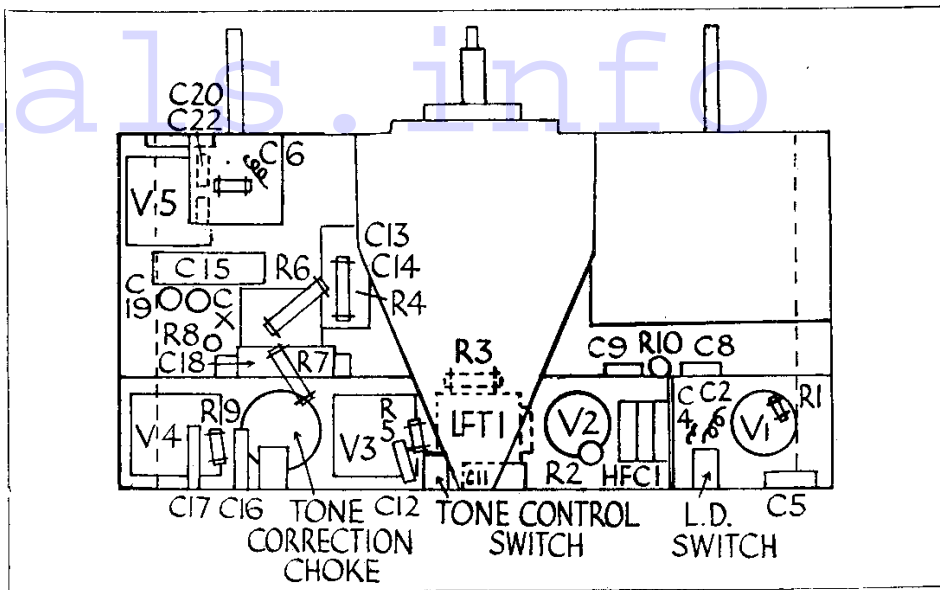 als.info
C20
C22
C6
V5
C13
C14
C15
R6
R4
C
19
C
X
R8
C18
R7
R3
C9
R10
C8
V4
R9
V3
R
5
LFT1
V2
C
4
C2
V1
R1
C11
R2
HFC1
C17
C16
TONE
CORRECTION
CHOKE
C12
TONE CONTROL
SWITCH
L.D.
SWITCH
C5